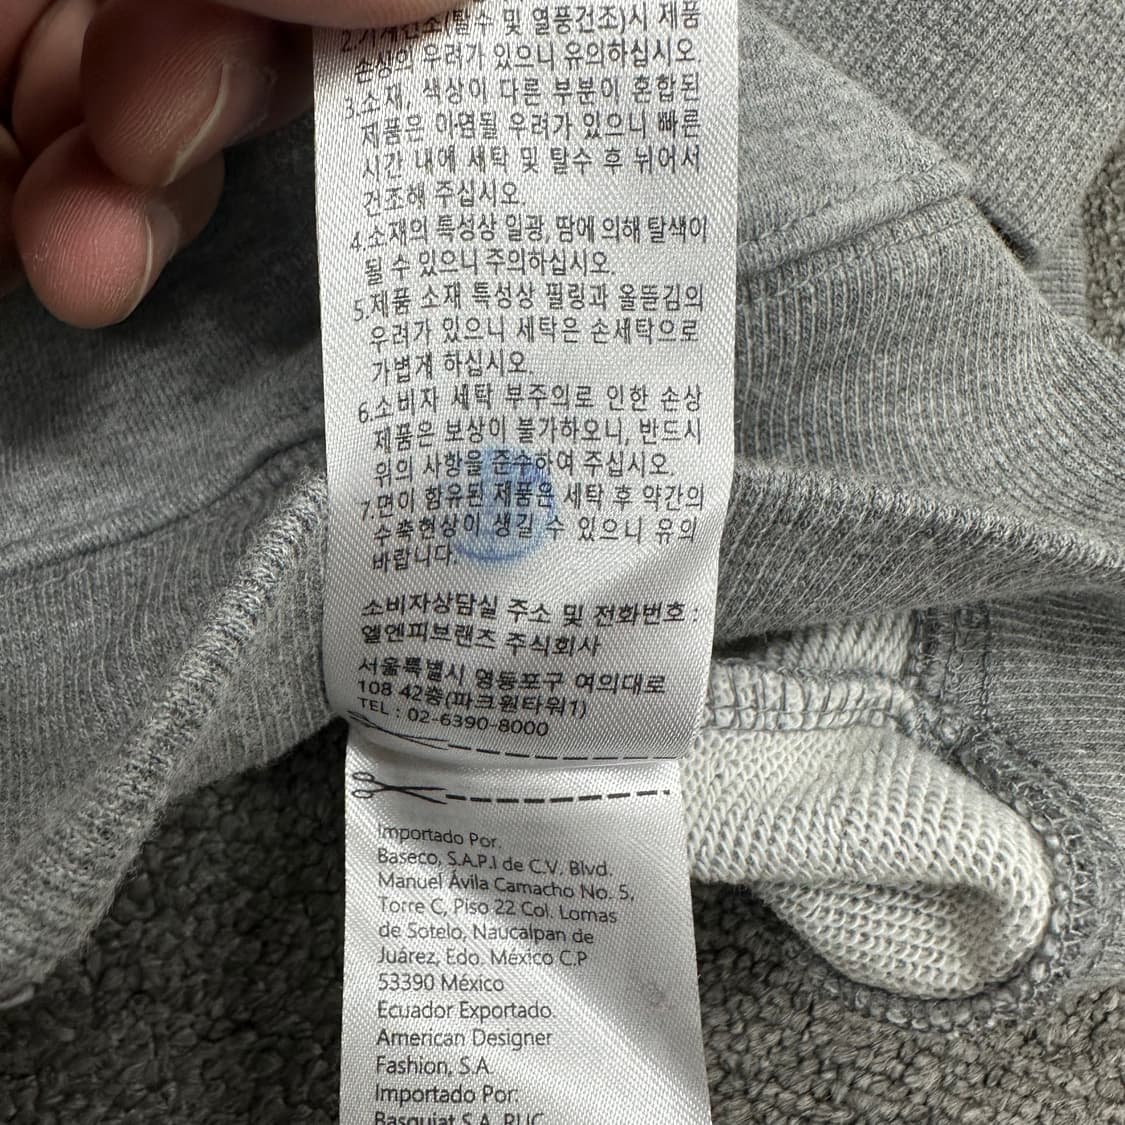 2.기계건조(탈수 및 열풍건조)시 제품
손상의 우려가 있으니 유의하십시오.
3.소재, 색상이 다른 부분이 혼합된
제품은 이염될 우려가 있으니 빠른
시간 내에 세탁 및 탈수 후 뉘어서
건조해 주십시오.
4.소재의 특성상 일광, 땀에 의해 탈색이
될 수 있으니 주의하십시오.
5.제품 소재 특성상 필링과 올뜯김의
우려가 있으니 세탁은 손세탁으로
가볍게 하십시오.
6.소비자 세탁 부주의로 인한 손상
제품은 보상이 불가하오니, 반드시
위의 사항을 준수하여 주십시오.
7.면이 함유된 제품은 세탁 후 약간의
수축현상이 생길 수 있으니 유의
바랍니다.
소비자상담실 주소 및 전화번호 :
엘엔피브랜즈 주식회사
서울특별시 영등포구 여의대로
108 42층(파크원타워1)
TEL : 02-6390-8000
Importado Por.
Baseco, S.A.P.I de C.V. Blvd.
Manuel Ávila Camacho No. 5,
Torre C, Piso 22 Col. Lomas
de Sotelo, Naucalpan de
Juárez, Edo. México C.P
53390 México
Ecuador Exportado.
American Designer
Fashion, S.A.
Importado Por:
Basquiat S.A. RUC